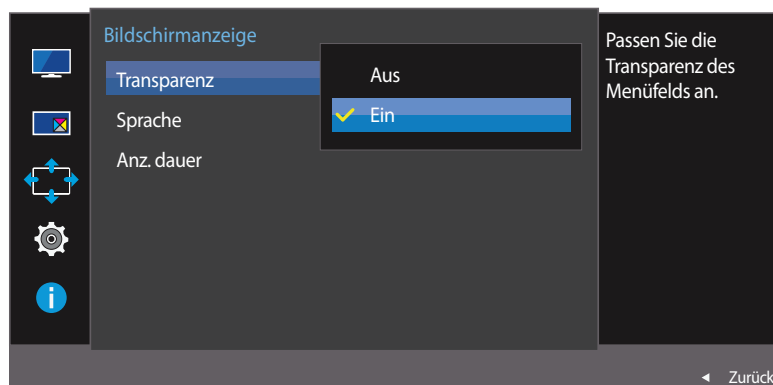 Bildschirmanzeige
Transparenz
Sprache
Anz. dauer
Aus
Ein
Passen Sie die
Transparenz des
Menüfelds an.
Zurück